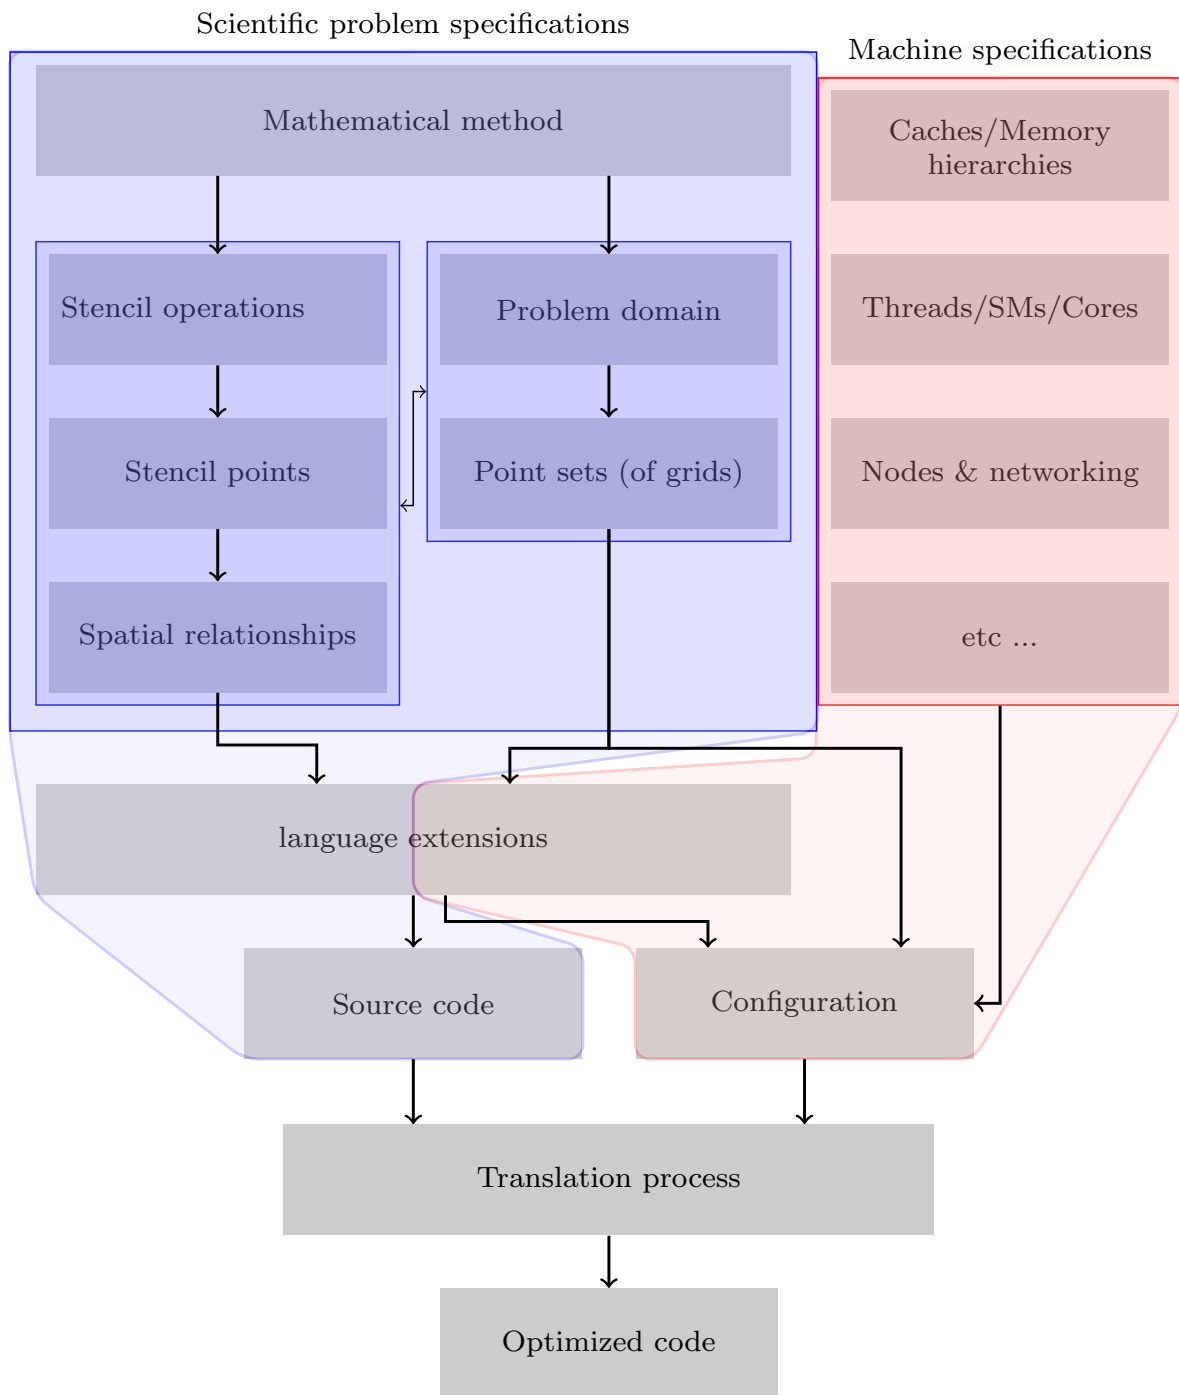 Scientific problem specifications
Machine specifications
Mathematical method
Caches/Memory
hierarchies
Stencil operations
Problem domain
Threads/SMs/Cores
Stencil points
Point sets (of grids)
Nodes & networking
Spatial relationships
etc ...
language extensions
Source code
Configuration
Translation process
Optimized code